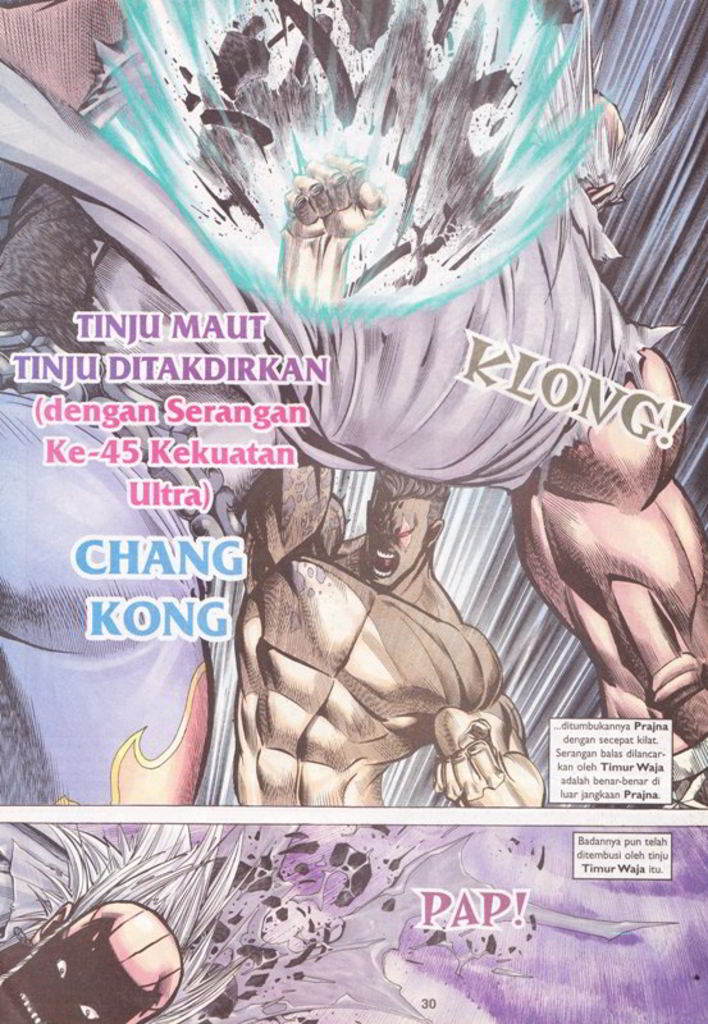 TINJU MAUT
TINJU DITAKDIRKAN
(dengan Serangan
Ke-45 Kekuatan
Ultra)
CHANG
KONG
KLONG!
...ditumbukannya Prajna
dengan secepat kilat.
Serangan balas dilancar-
kan oleh Timur Waja
adalah benar-benar di
luar jangkaan Prajna.
Badannya pun telah
ditembusi oleh tinju
Timur Waja itu.
PAP!
30